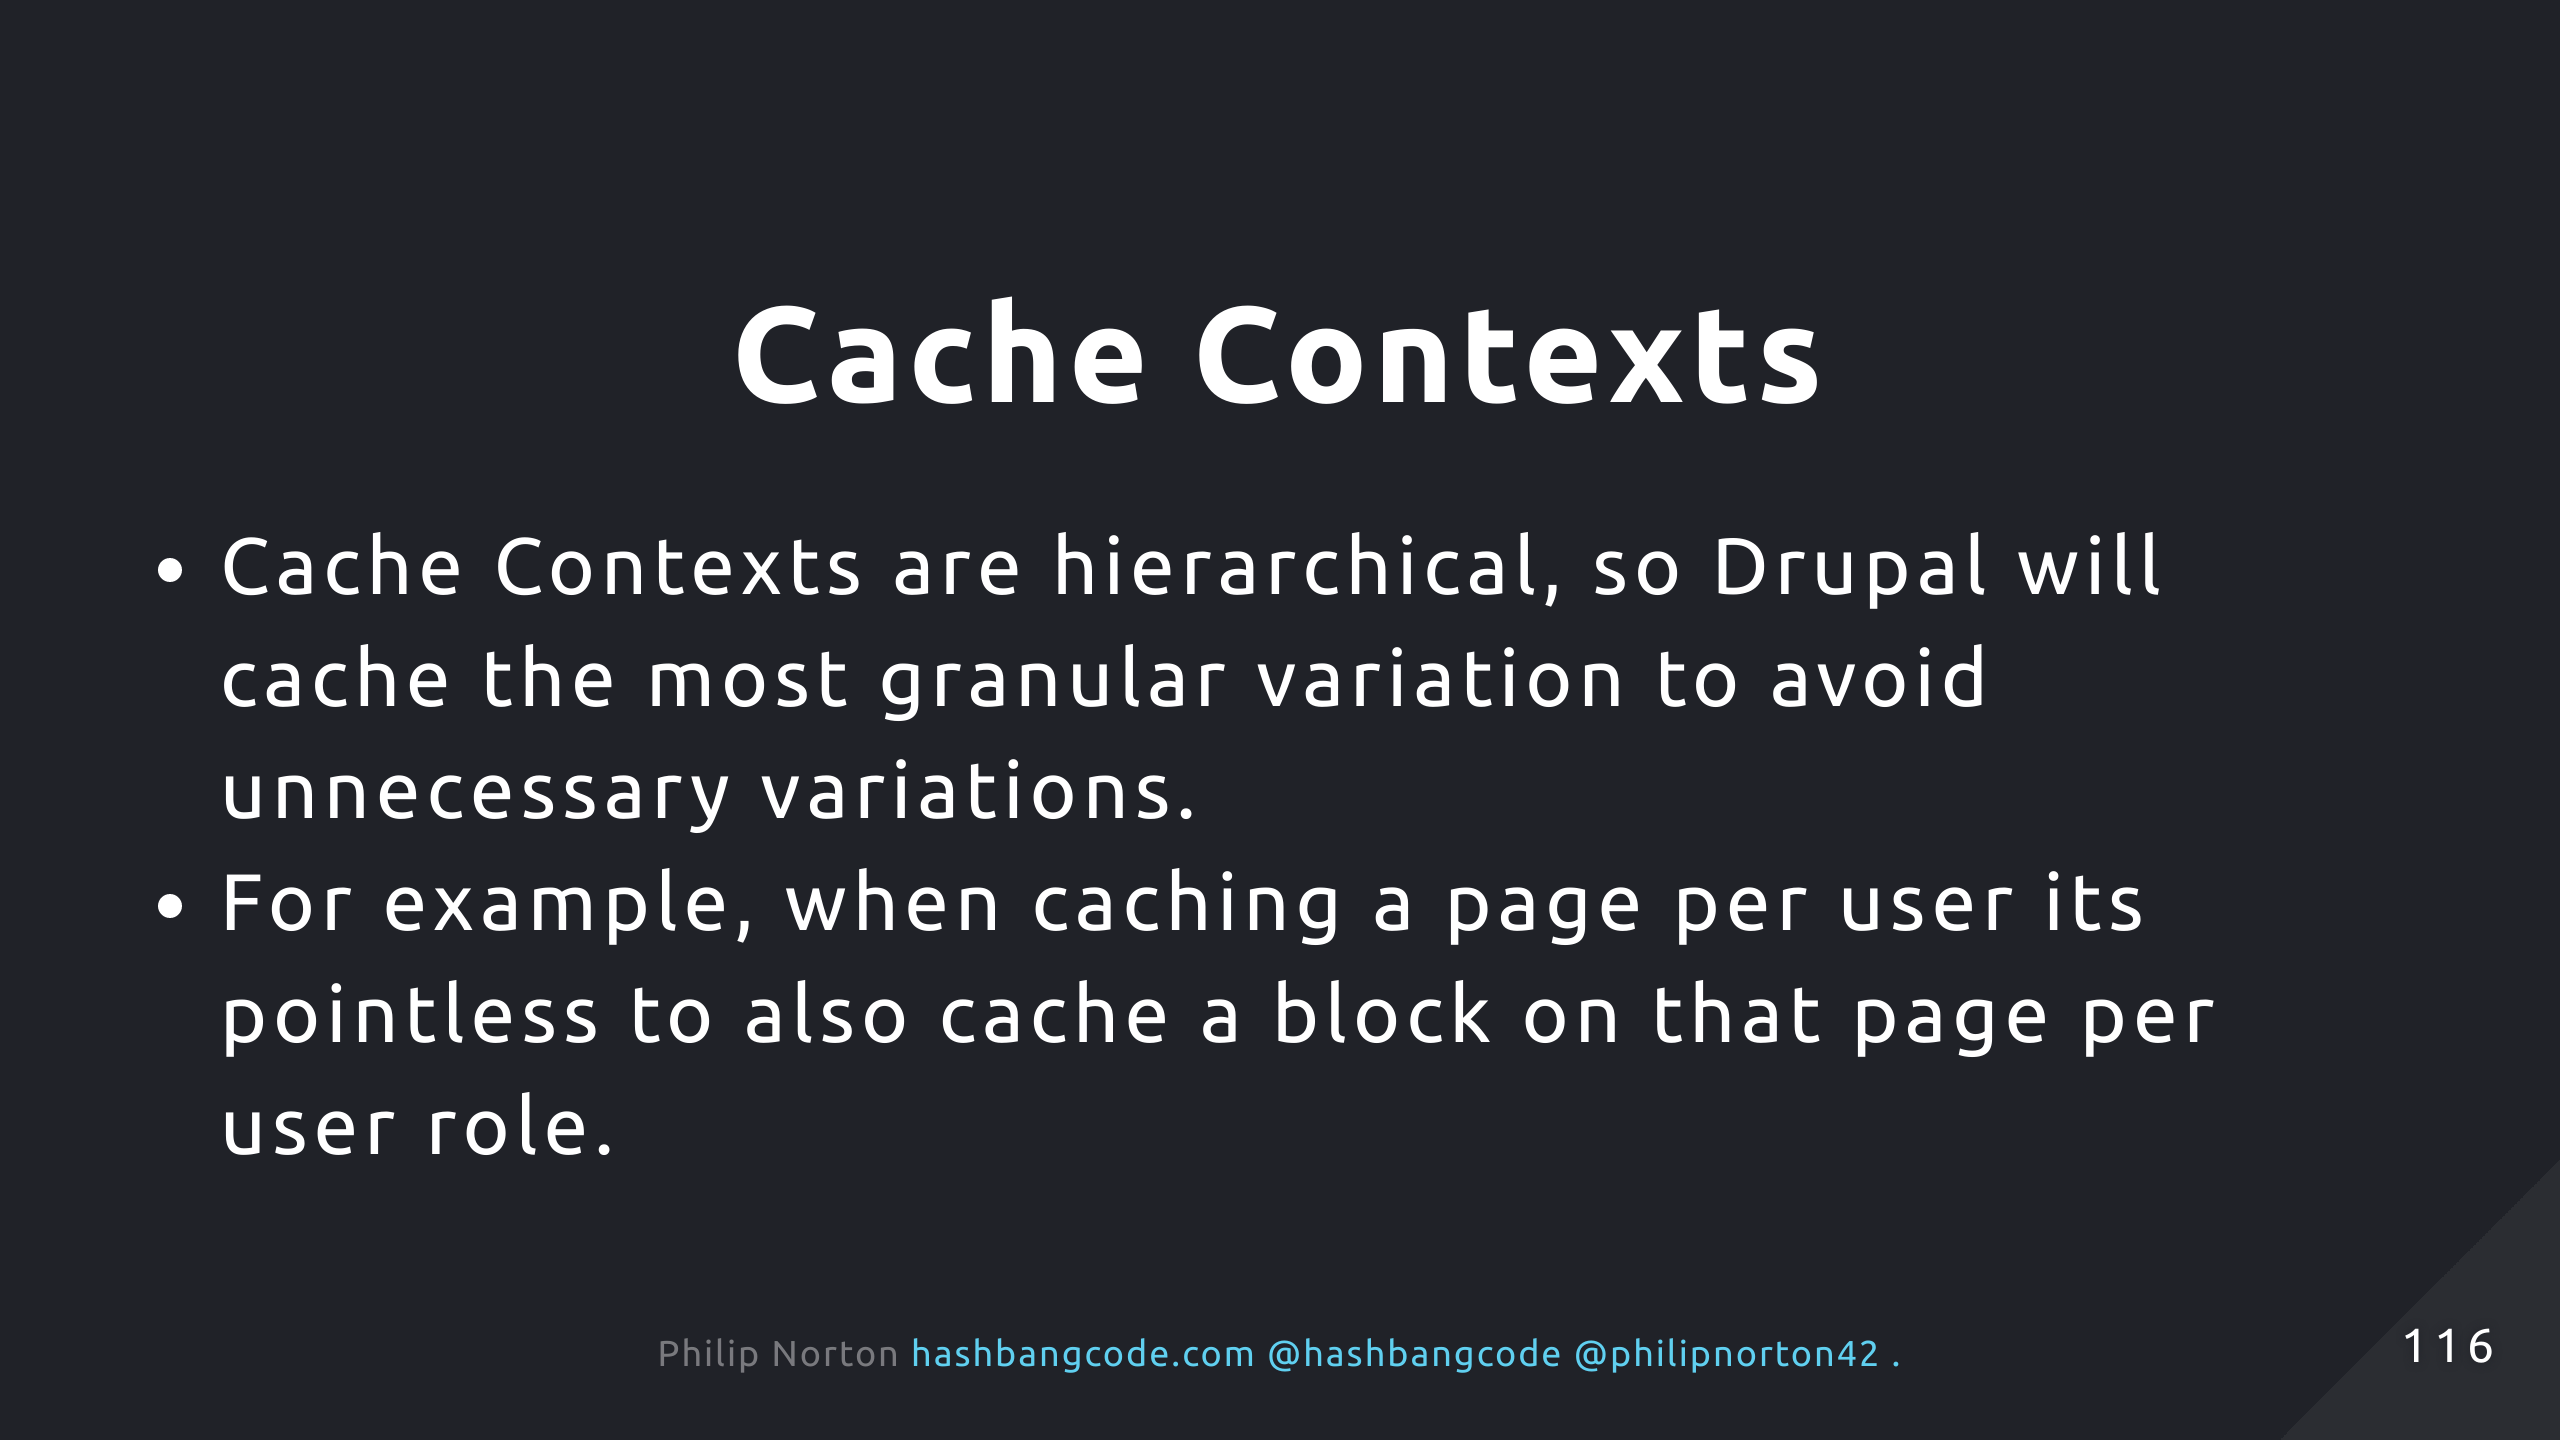 Cache Contexts
• Cache Contexts are hierarchical, so Drupal will
cache the most granular variation to avoid
unnecessary variations.
• For example, when caching a page per user its
pointless to also cache a block on that page per
user role.
Philip Norton hashbangcode.com @hashbangcode @philipnorton42 .
116